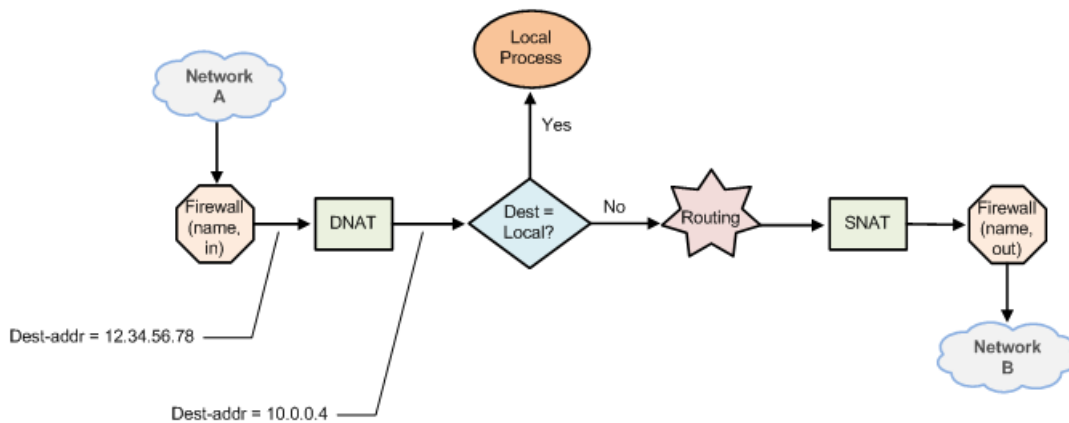 Local
Process
Network
A
Yes
Firewall
(name,
in)
DNAT
Dest =
Local?
No
Routing
SNAT
Firewall
(name,
out)
Dest-addr = 12.34.56.78
Network
B
Dest-addr = 10.0.0.4